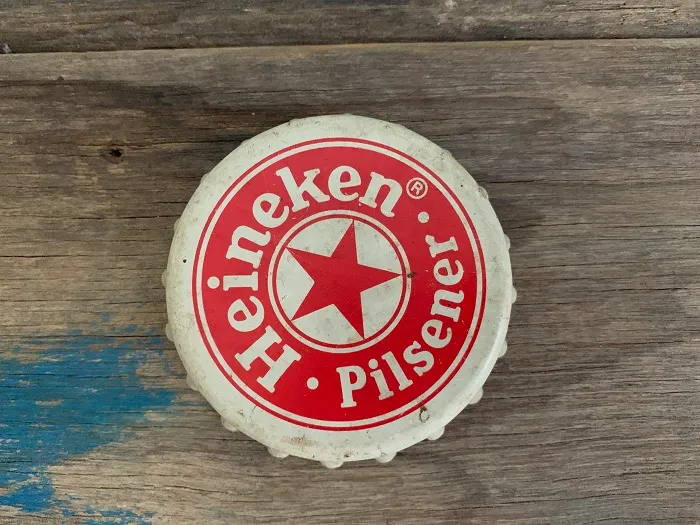 Heineken® · Pilsener ·